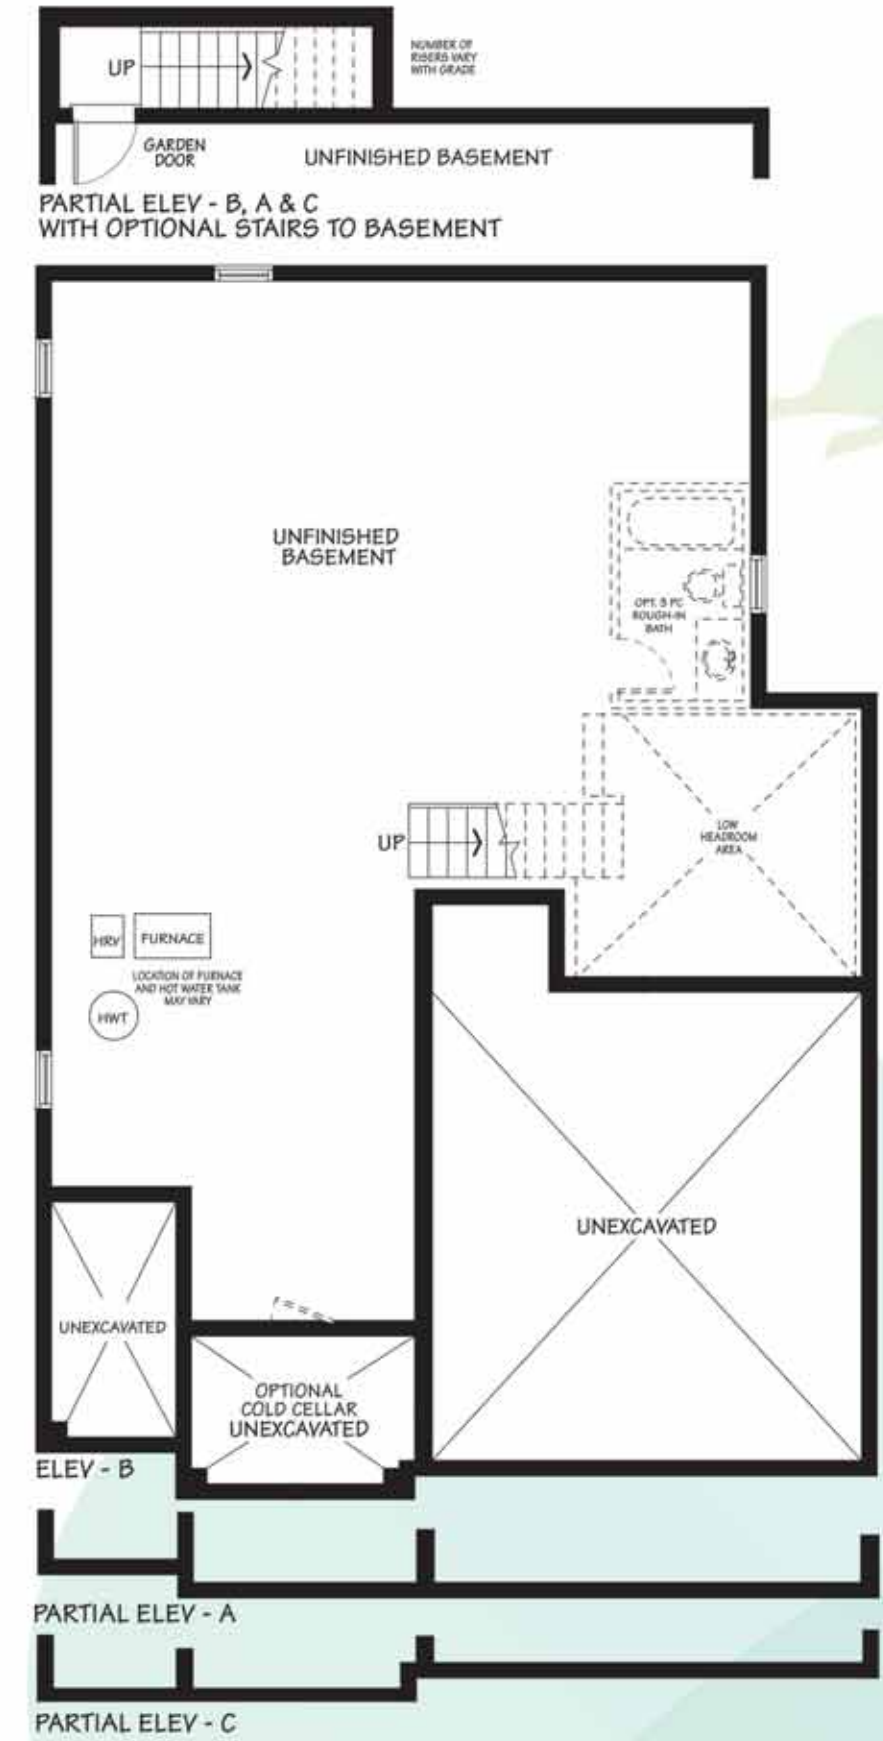 UP
NUMBER OF
RISERS VARY
WITH GRADE
GARDEN
DOOR
UNFINISHED BASEMENT
PARTIAL ELEV - B, A & C
WITH OPTIONAL STAIRS TO BASEMENT
UNFINISHED
BASEMENT
OPT. 3 PC
ROUGH-IN
BATH
LOW
HEADROOM
AREA
UP
HRV
FURNACE
LOCATION OF FURNACE
AND HOT WATER TANK
MAY VARY
HWT
UNEXCAVATED
UNEXCAVATED
OPTIONAL
COLD CELLAR
UNEXCAVATED
ELEV - B
PARTIAL ELEV - A
PARTIAL ELEV - C